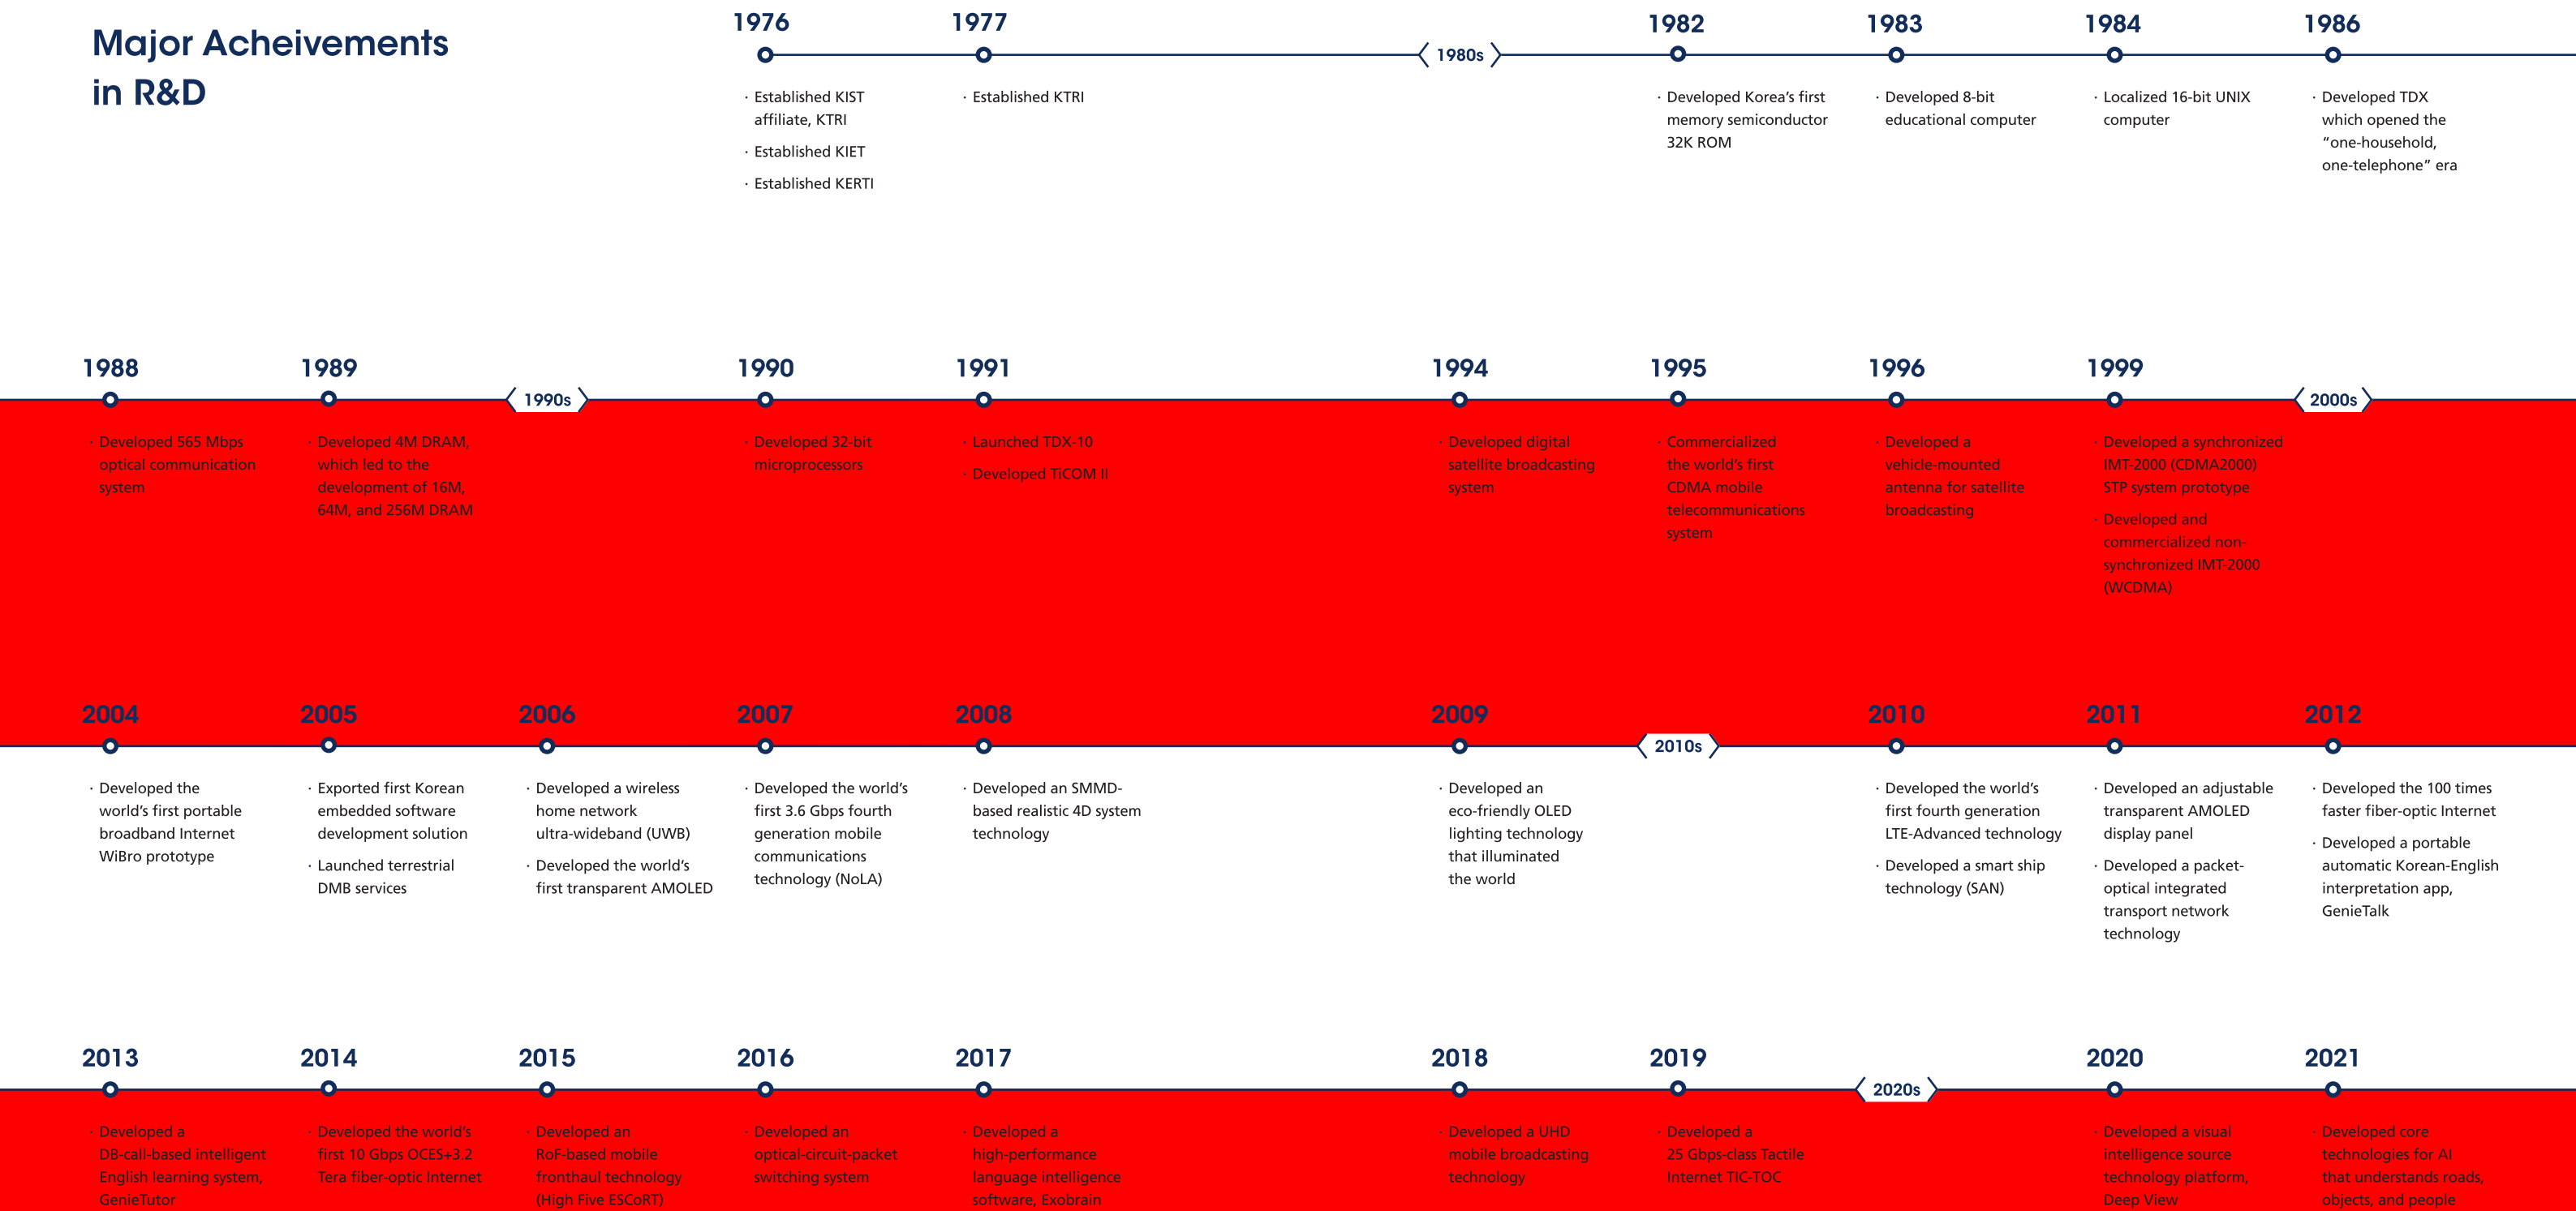 Major Acheivements
in R&D
1976
· Established KIST
affiliate, KTRI
· Established KIET
· Established KERTI
1977
· Established KTRI
1980s
1982
· Developed Korea's first
memory semiconductor
32K ROM
1983
· Developed 8-bit
educational computer
1984
· Localized 16-bit UNIX
computer
1986
· Developed TDX
which opened the
“one-household,
one-telephone” era
1988
· Developed 565 Mbps
optical communication
system
1989
· Developed 4M DRAM,
which led to the
development of 16M,
64M, and 256M DRAM
1990s
1990
· Developed 32-bit
microprocessors
1991
· Launched TDX-10
· Developed TiCOM II
1994
· Developed digital
satellite broadcasting
system
1995
· Commercialized
the world's first
CDMA mobile
telecommunications
system
1996
· Developed a
vehicle-mounted
antenna for satellite
broadcasting
1999
· Developed a synchronized
IMT-2000 (CDMA2000)
STP system prototype
· Developed and
commercialized non-
synchronized IMT-2000
(WCDMA)
2000s
2004
· Developed the
world's first portable
broadband Internet
WiBro prototype
2005
· Exported first Korean
embedded software
development solution
· Launched terrestrial
DMB services
2006
· Developed a wireless
home network
ultra-wideband (UWB)
· Developed the world's
first transparent AMOLED
2007
· Developed the world's
first 3.6 Gbps fourth
generation mobile
communications
technology (NoLA)
2008
· Developed an SMMD-
based realistic 4D system
technology
2009
· Developed an
eco-friendly OLED
lighting technology
that illuminated
the world
2010s
2010
· Developed the world's
first fourth generation
LTE-Advanced technology
· Developed a smart ship
technology (SAN)
2011
· Developed an adjustable
transparent AMOLED
display panel
· Developed a packet-
optical integrated
transport network
technology
2012
· Developed the 100 times
faster fiber-optic Internet
· Developed a portable
automatic Korean-English
interpretation app,
GenieTalk
2013
· Developed a
DB-call-based intelligent
English learning system,
GenieTutor
2014
· Developed the world's
first 10 Gbps OCES+3.2
Tera fiber-optic Internet
2015
· Developed an
RoF-based mobile
fronthaul technology
(High Five ESCoRT)
2016
· Developed an
optical-circuit-packet
switching system
2017
· Developed a
high-performance
language intelligence
software, Exobrain
2018
· Developed a UHD
mobile broadcasting
technology
2019
· Developed a
25 Gbps-class Tactile
Internet TIC-TOC
2020s
2020
· Developed a visual
intelligence source
technology platform,
Deep View
2021
· Developed core
technologies for AI
that understands roads,
objects, and people